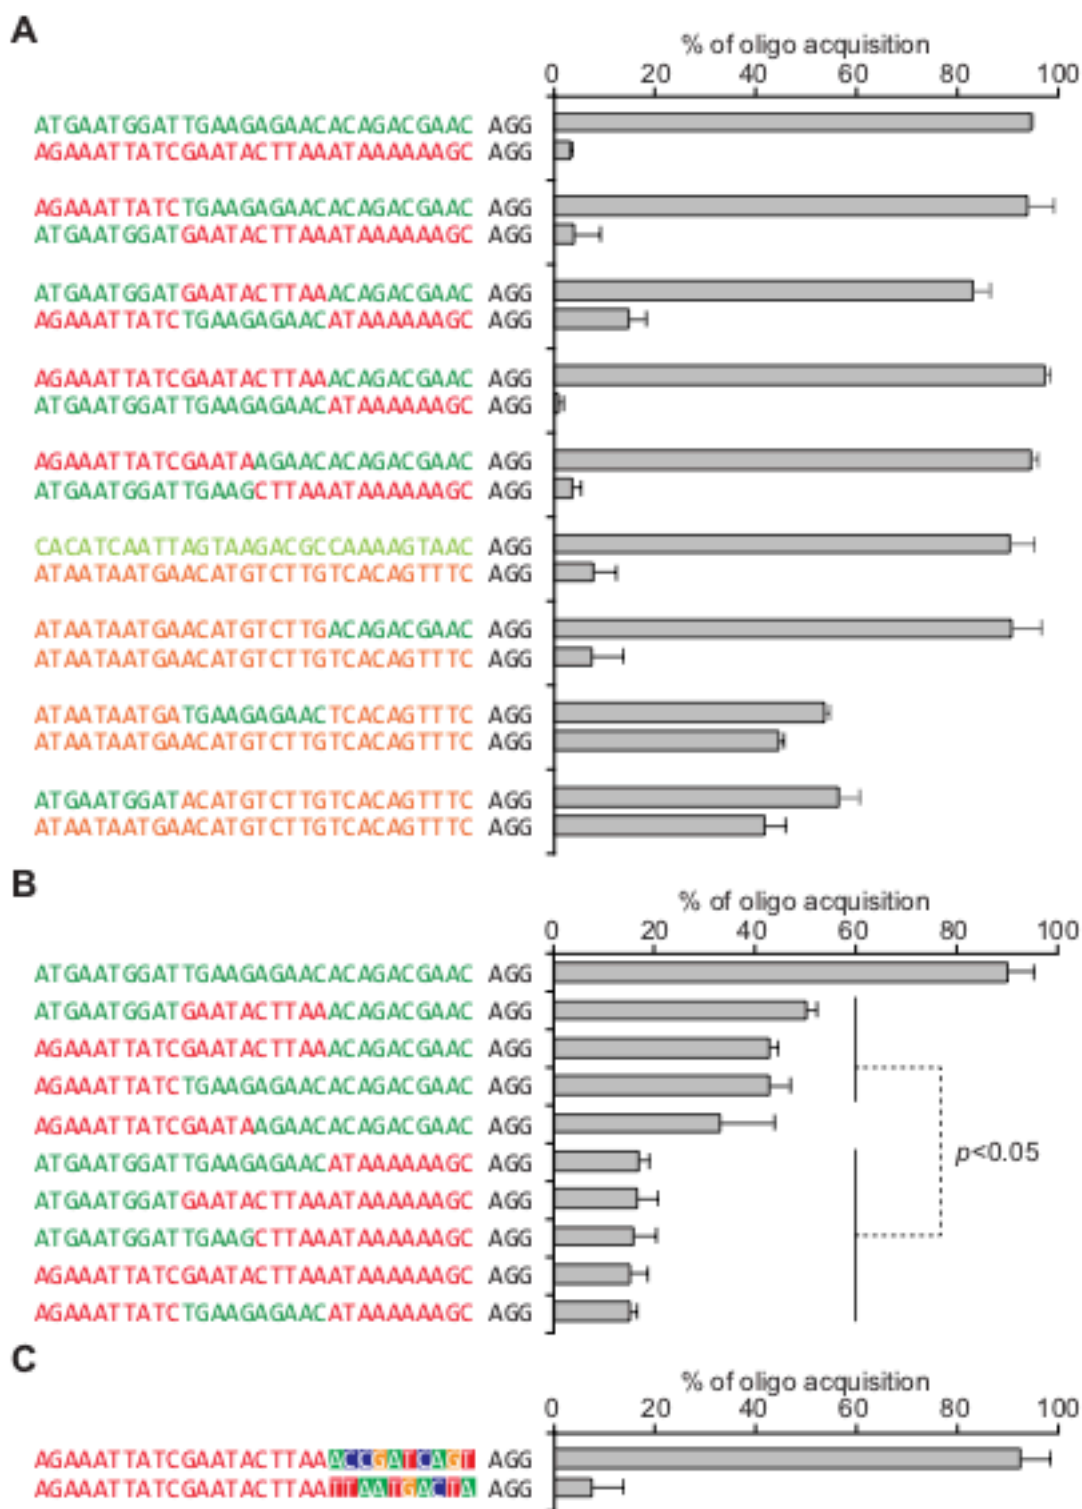 A
% of oligo acquisition
0 20 40 60 80 100
ATGAATGGATTGAAGAGAACACAGACGAAC AGG
AGAAATTATCGAATACTTAAATAAAAAAGC AGG
AGAAATTATCTGAAGAGAACACAGACGAAC AGG
ATGAATGGATGAATACTTAAATAAAAAAGC AGG
ATGAATGGATGAATACTTAAACAGACGAAC AGG
AGAAATTATCTGAAGAGAACATAAAAAAGC AGG
AGAAATTATCGAATACTTAAACAGACGAAC AGG
ATGAATGGATTGAAGAGAACATAAAAAAGC AGG
AGAAATTATCGAATAAGAACACAGACGAAC AGG
ATGAATGGATTGAAGCTTAAATAAAAAAGC AGG
CACATCAATTAGTAAGACGCCAAAAGTAAC AGG
ATAATAATGAACATGTCTTGTCACAGTTTC AGG
ATAATAATGAACATGTCTTGACAGACGAAC AGG
ATAATAATGAACATGTCTTGTCACAGTTTC AGG
ATAATAATGATGAAGAGAACTCACAGTTTC AGG
ATAATAATGAACATGTCTTGTCACAGTTTC AGG
ATGAATGGATACATGTCTTGTCACAGTTTC AGG
ATAATAATGAACATGTCTTGTCACAGTTTC AGG
B
% of oligo acquisition
0 20 40 60 80 100
ATGAATGGATTGAAGAGAACACAGACGAAC AGG
ATGAATGGATGAATACTTAAACAGACGAAC AGG
AGAAATTATCGAATACTTAAACAGACGAAC AGG
AGAAATTATCTGAAGAGAACACAGACGAAC AGG
AGAAATTATCGAATAAGAACACAGACGAAC AGG
ATGAATGGATTGAAGAGAACATAAAAAAGC AGG
p<0.05
ATGAATGGATGAATACTTAAATAAAAAAGC AGG
ATGAATGGATTGAAGCTTAAATAAAAAAGC AGG
AGAAATTATCGAATACTTAAATAAAAAAGC AGG
AGAAATTATCTGAAGAGAACATAAAAAAGC AGG
C
% of oligo acquisition
0 20 40 60 80 100
AGAAATTATCGAATACTTAAACCGATCAGT AGG
AGAAATTATCGAATACTTAATTAATGACTA AGG